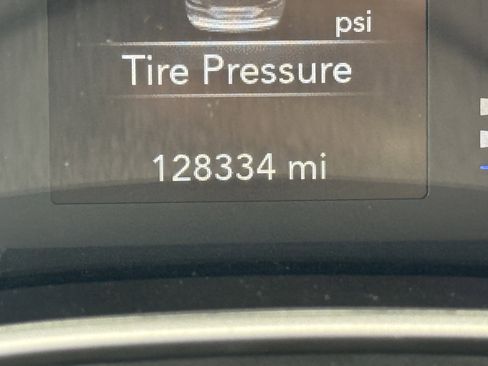 psi
Tire Pressure
128334 mi